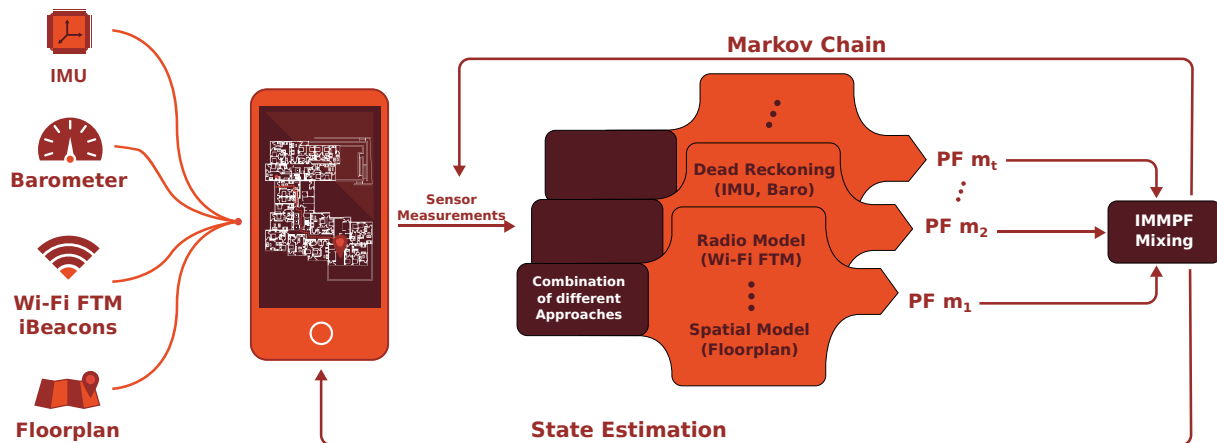 IMU
Barometer
Wi-Fi FTM
iBeacons
Floorplan
Markov Chain
Sensor
Measurements
Dead Reckoning
(IMU, Baro)
Radio Model
(Wi-Fi FTM)
Spatial Model
(Floorplan)
Combination
of different
Approaches
PF mt
PF m2
PF m1
IMMPF
Mixing
State Estimation